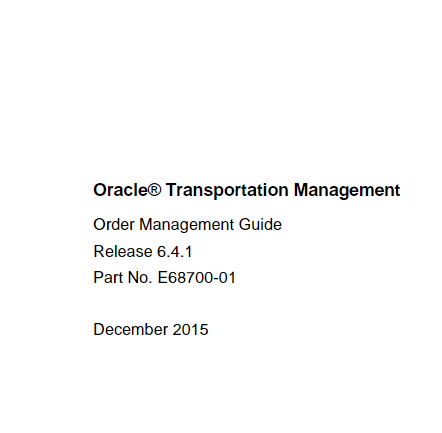 Oracle® Transportation Management
Order Management Guide
Release 6.4.1
Part No. E68700-01
December 2015